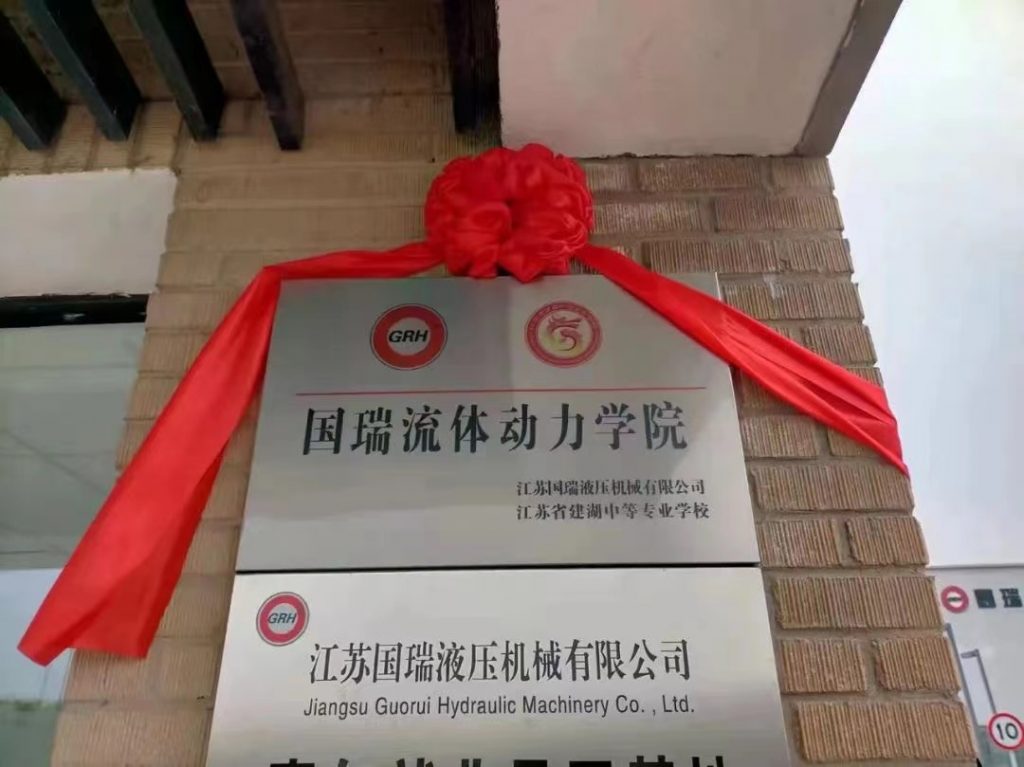 GRH
国瑞流体动力学院
江苏国瑞液压机械有限公司
江苏省建湖中等专业学校
GRH
江苏国瑞液压机械有限公司
Jiangsu Guorui Hydraulic Machinery Co. , Ltd.
国瑞
10